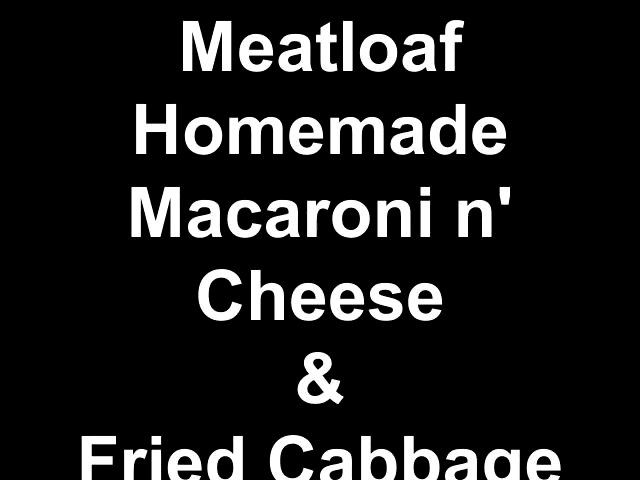 Meatloaf
Homemade
Macaroni n'
Cheese
&
Fried Cabbage